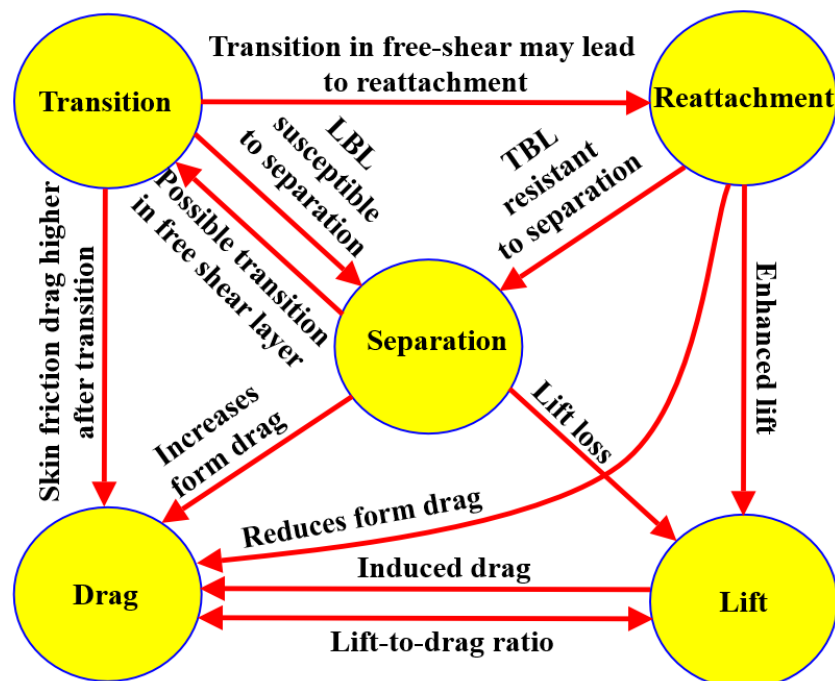 Transition in free-shear may lead
to reattachment
Transition
Reattachment
LBL
susceptible
to separation
TBL
resistant
to separation
Possible transition
in free shear layer
Skin friction drag higher
after transition
Separation
Enhanced lift
Increases
form drag
Lift loss
Reduces form drag
Induced drag
Drag
Lift
Lift-to-drag ratio